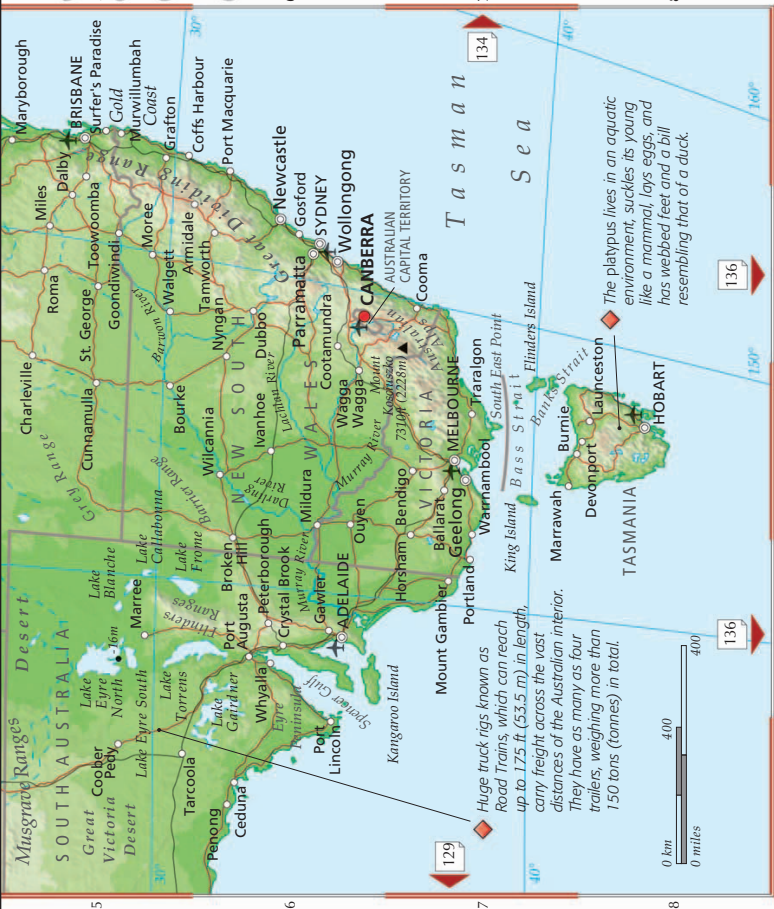 Musgrave Ranges
Desert
SOUTH AUSTRALIA
Great
Victoria
Desert
Coober
Pedy
Lake
Eyre
North
-16m
Lake Eyre South
Marree
Lake
Blanche
Lake
Callabonna
Lake
Frome
Lake
Torrens
Lake
Gairdner
Flinders
Ranges
Tarcoola
Penong
Ceduna
Port
Augusta
Whyalla
Eyre
Peninsula
Port
Lincoln
Spencer Gulf
Kangaroo Island
Peterborough
Crystal Brook
Murray River
Gawler
ADELAIDE
Broken
Hill
Grey Range
Barrier Range
Charleville
Cunnamulla
Roma
St. George
Miles
Dalby
Toowoomba
Goondiwindi
Maryborough
BRISBANE
Surfer's Paradise
Gold
Coast
Murwillumbah
Grafton
Coffs Harbour
Port Macquarie
Great Dividing Range
Moree
Armidale
Tamworth
Walgett
Barwon River
Bourke
Nyngan
Wilcannia
NEW SOUTH
WALES
Dubbo
Ivanhoe
Lachlan River
Darling
River
Mildura
Murray River
Newcastle
Gosford
SYDNEY
Parramatta
Wollongong
CANBERRA
AUSTRALIAN
CAPITAL TERRITORY
Cootamundra
Wagga
Wagga
Mount
Kosciuszko
7310ft (2228m)
Australian
Alps
Cooma
Ouyen
Horsham
Bendigo
VICTORIA
Ballarat
Geelong
MELBOURNE
Traralgon
Mount Gambier
Portland
Warrnambool
South East Point
King Island
Bass Strait
Flinders Island
Banks Strait
Marrawah
Burnie
Devonport
Launceston
HOBART
TASMANIA
Tasman
Sea
Huge truck rigs known as
Road Trains, which can reach
up to 175 ft (53.5 m) in length,
carry freight across the vast
distances of the Australian interior.
They have as many as four
trailers, weighing more than
150 tons (tonnes) in total.
The platypus lives in an aquatic
environment, suckles its young
like a mammal, lays eggs, and
has webbed feet and a bill
resembling that of a duck.
0 km
400
0 miles
400
129
136
136
134
30°
30°
40°
40°
150°
160°
5
6
7
8